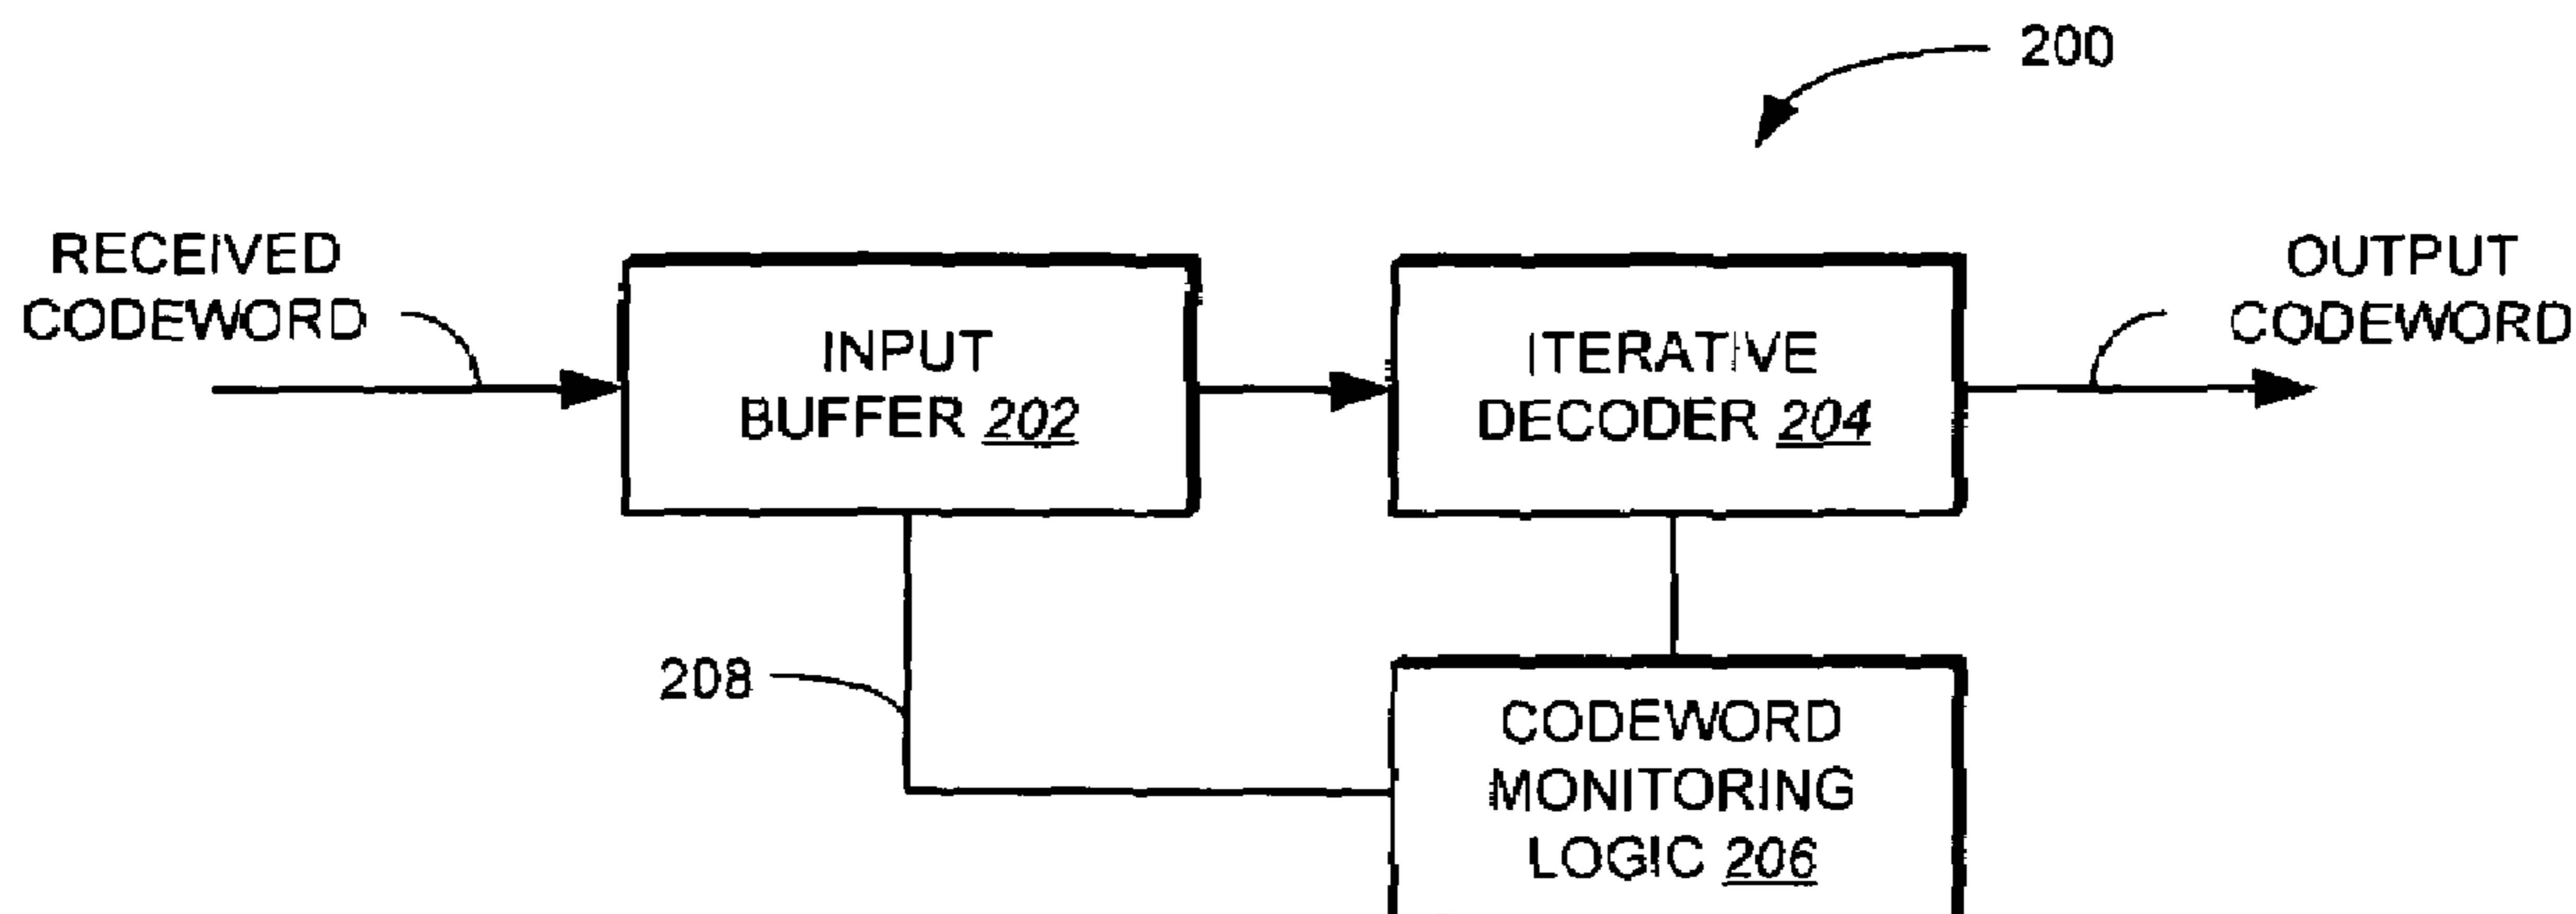 200
RECEIVED
CODEWORD
INPUT
BUFFER 202
ITERATIVE
DECODER 204
OUTPUT
CODEWORD
208
CODEWORD
MONITORING
LOGIC 206